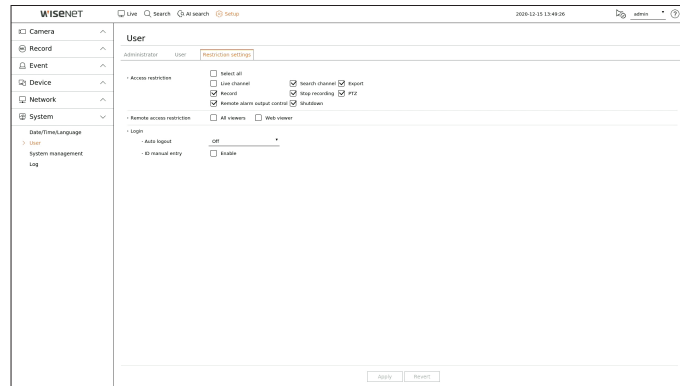 WISENET
Live Search AI search Setup 2020-12-15 13:49:26 admin
Camera
Record
Event
Device
Network
System
Date/Time/Language
User
System management
Log
User
Administrator User Restriction settings
Access restriction
Select all
Live channel Search channel Export
Record Stop recording PTZ
Remote alarm output control Shutdown
Remote access restriction All viewers Web viewer
Login
Auto logout Off
ID manual entry Enable
Apply Revert